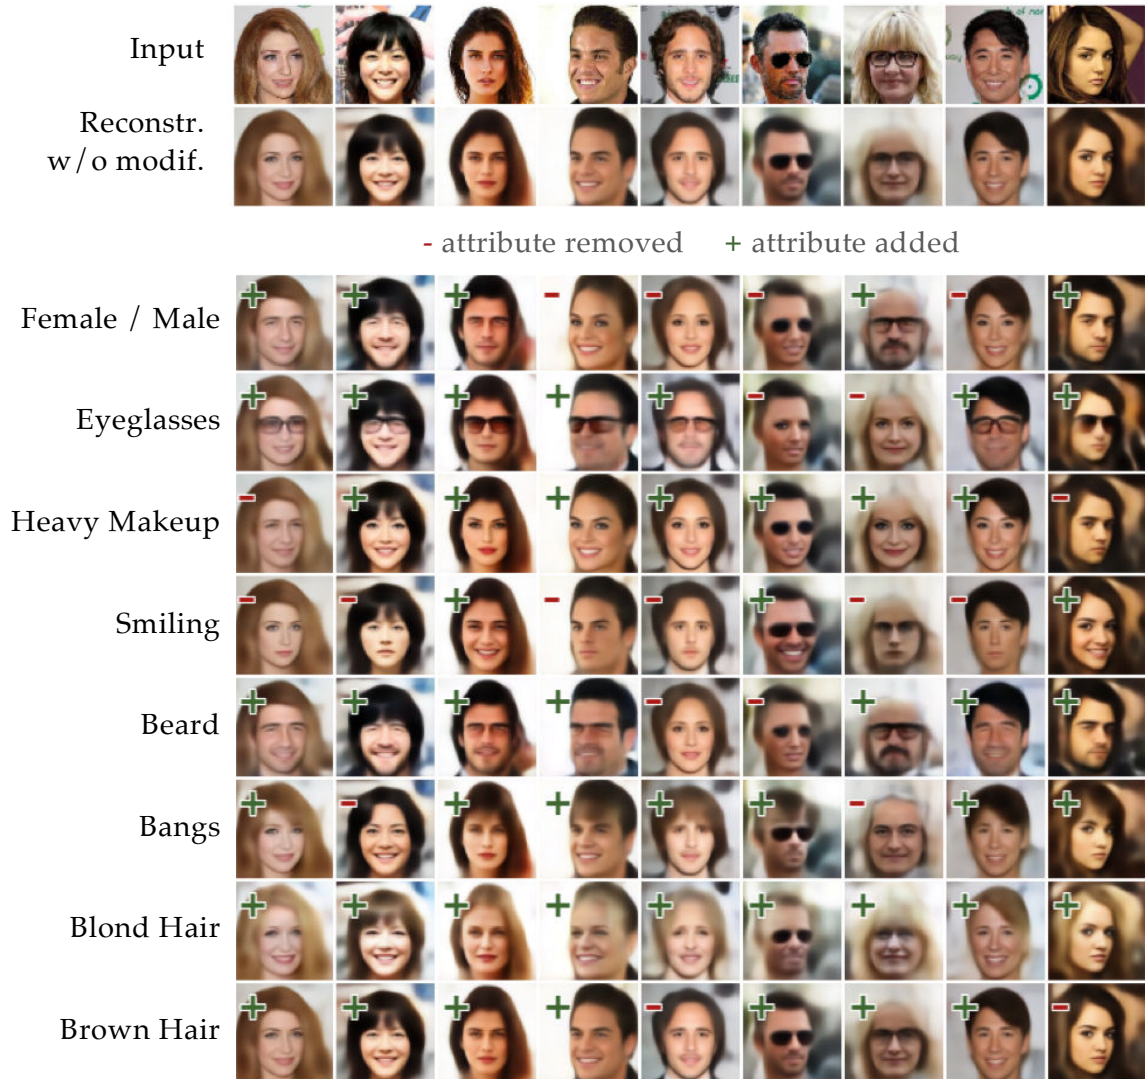 Input
Reconstr.
w/o modif.
- attribute removed + attribute added
Female / Male
Eyeglasses
Heavy Makeup
Smiling
Beard
Bangs
Blond Hair
Brown Hair